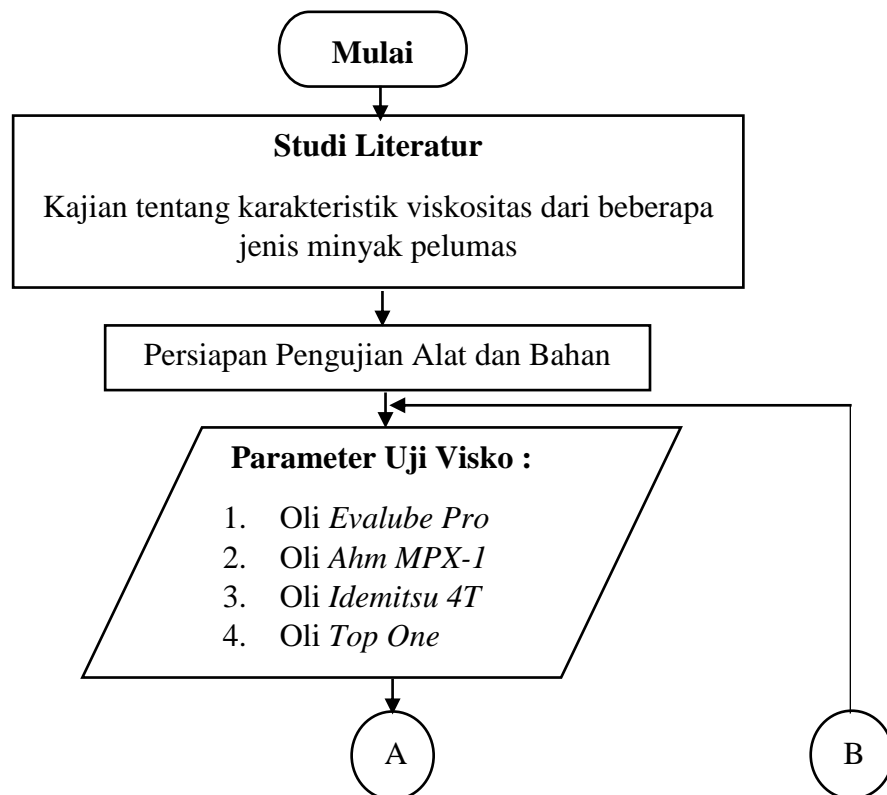 Mulai
Studi Literatur
Kajian tentang karakteristik viskositas dari beberapa
jenis minyak pelumas
Persiapan Pengujian Alat dan Bahan
Parameter Uji Visko :
1. Oli Evalube Pro
2. Oli Ahm MPX-1
3. Oli Idemitsu 4T
4. Oli Top One
A
B